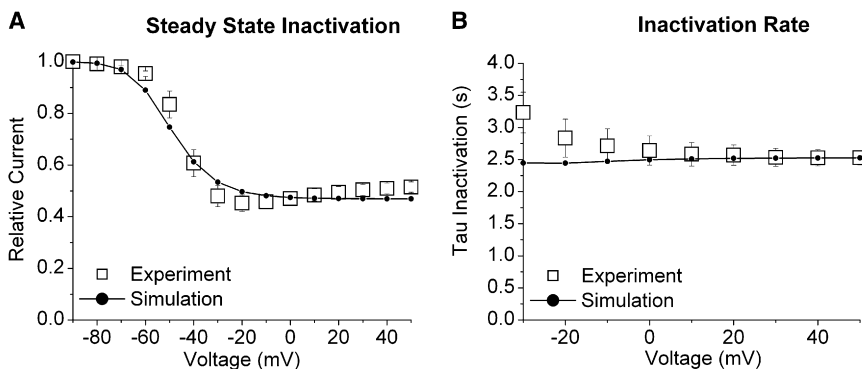 A
Steady State Inactivation
1.0
0.8
0.6
0.4
0.2
0.0
Relative Current
Experiment
Simulation
-80 -60 -40 -20 0 20 40
Voltage (mV)
B
Inactivation Rate
4.0
3.5
3.0
2.5
2.0
1.5
1.0
0.5
0.0
Tau Inactivation (s)
Experiment
Simulation
-20 0 20 40
Voltage (mV)